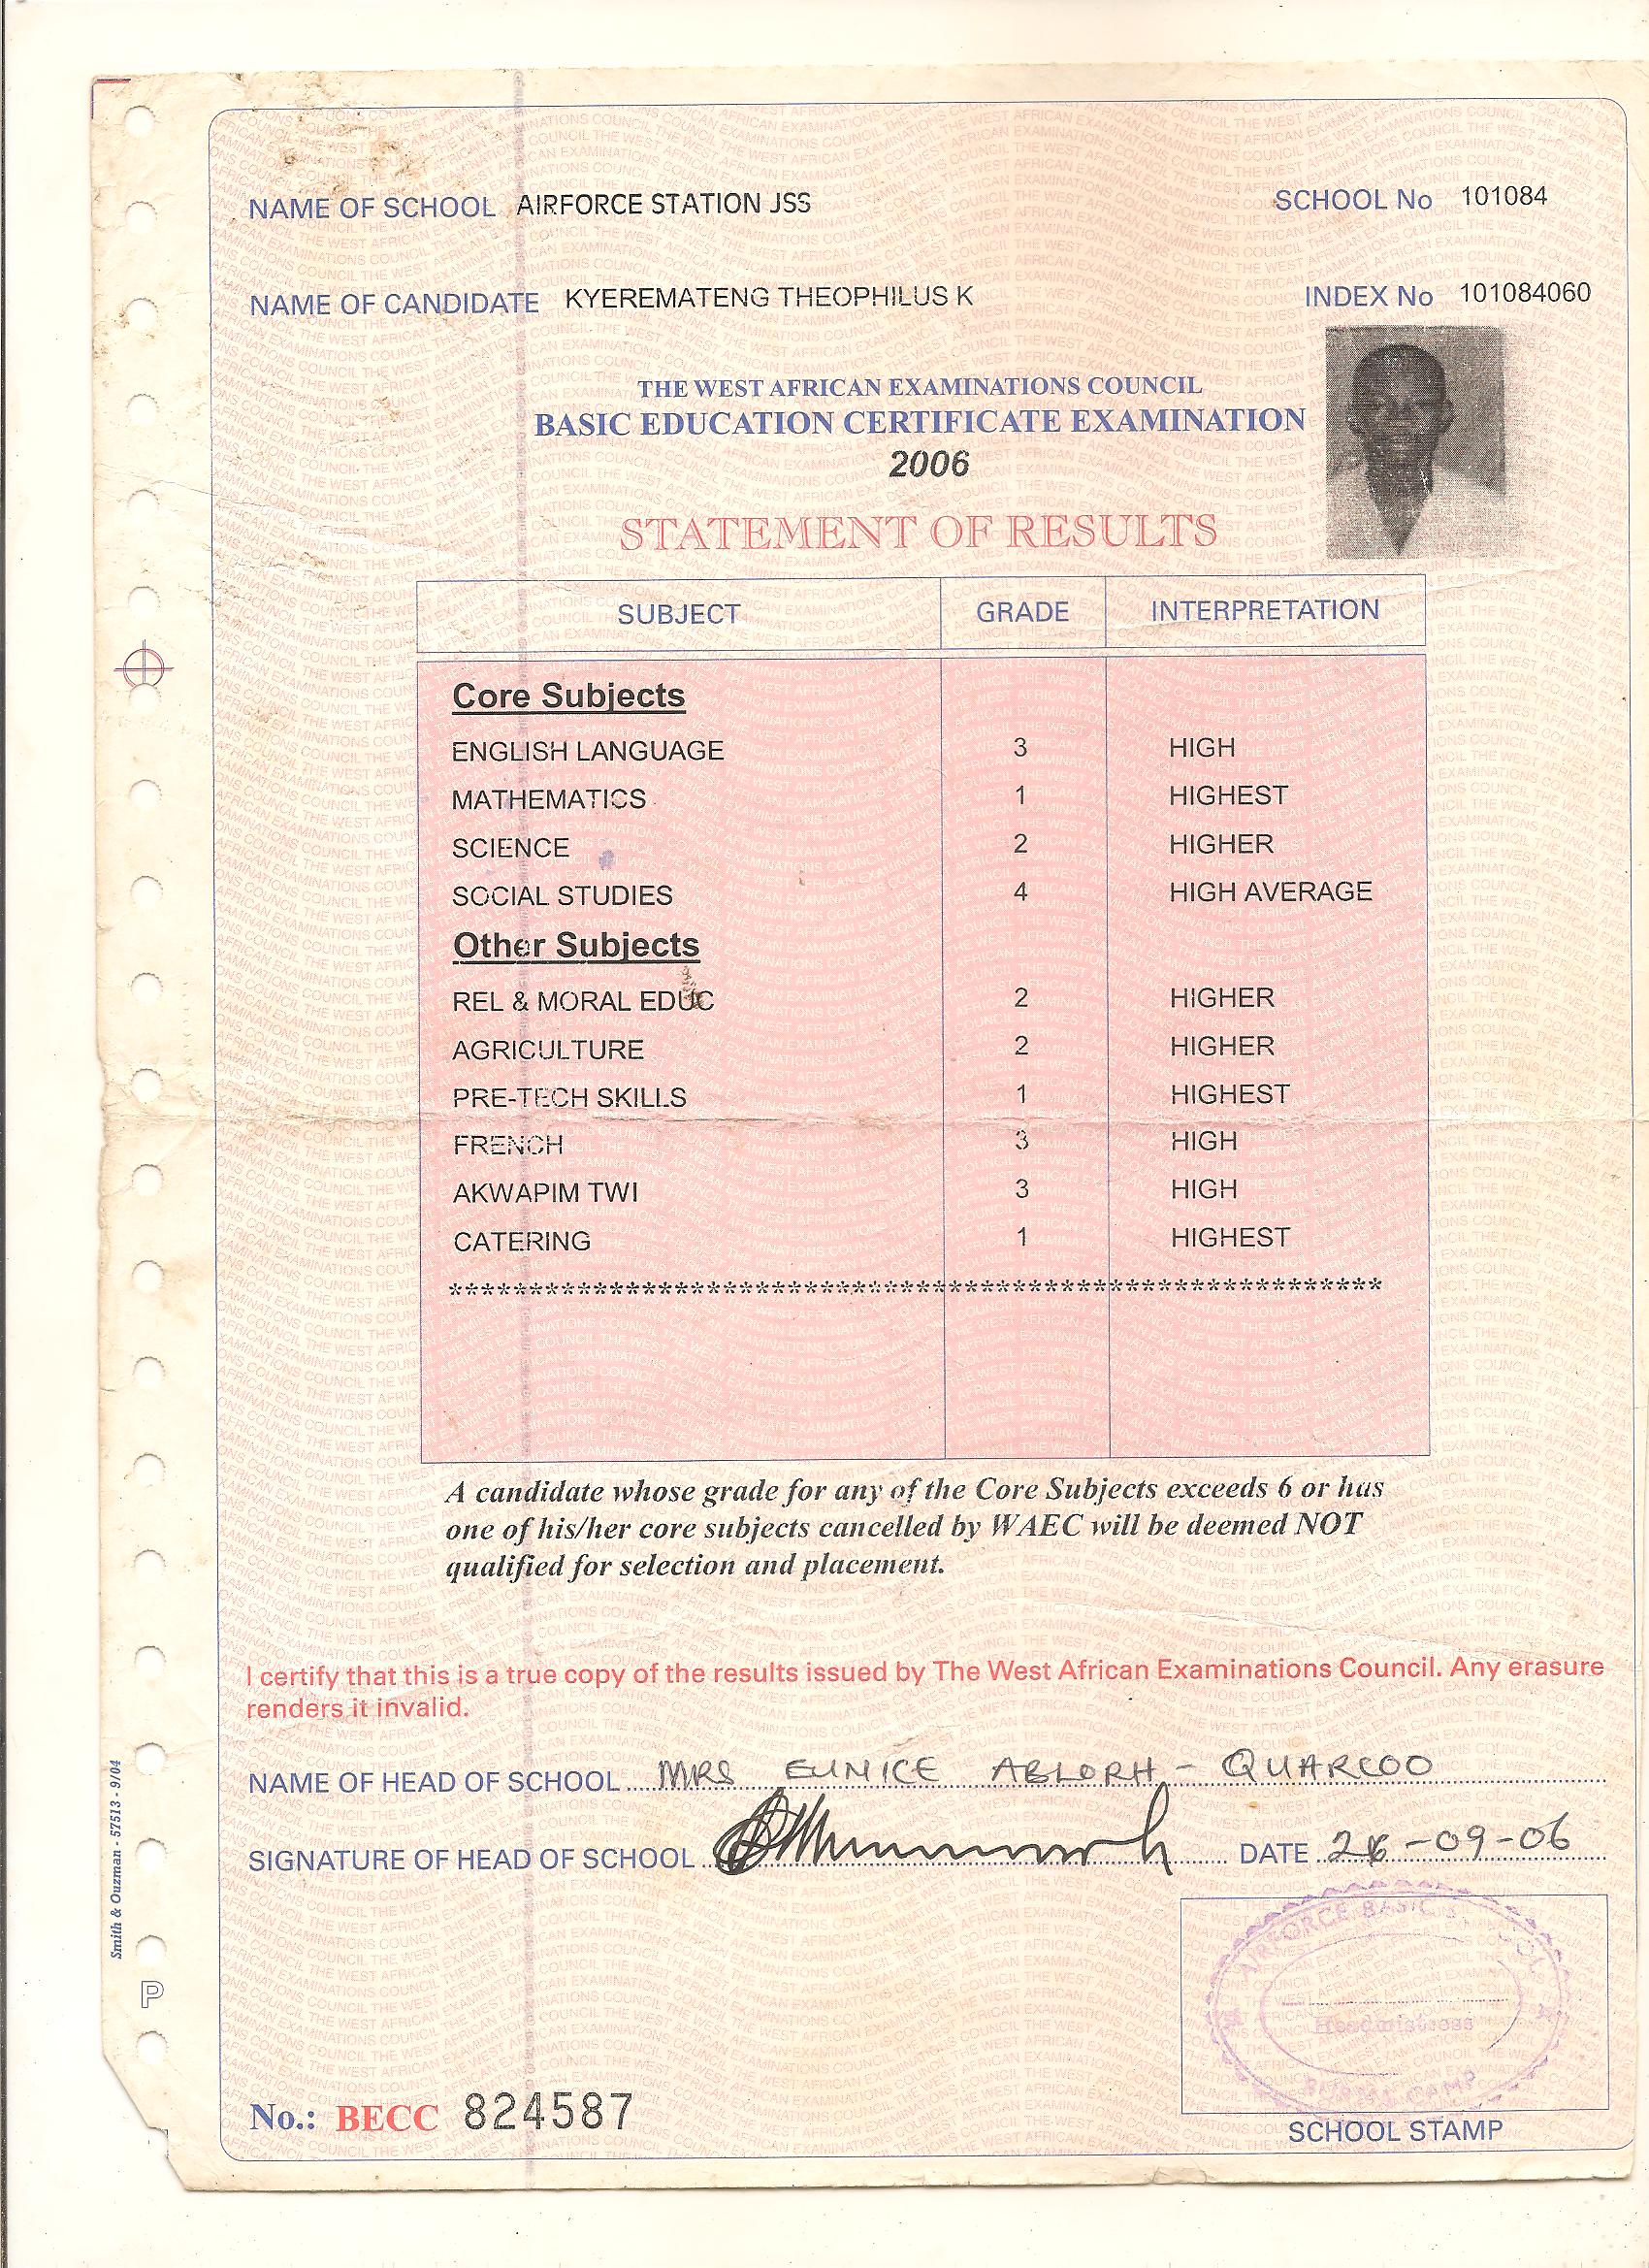 NAME OF SCHOOL AIRFORCE STATION JSS SCHOOL No 101084
NAME OF CANDIDATE KYEREMATENG THEOPHILUS K INDEX No 101084060
THE WEST AFRICAN EXAMINATIONS COUNCIL
BASIC EDUCATION CERTIFICATE EXAMINATION
2006
STATEMENT OF RESULTS
SUBJECT GRADE INTERPRETATION
Core Subjects
ENGLISH LANGUAGE 3 HIGH
MATHEMATICS 1 HIGHEST
SCIENCE 2 HIGHER
SOCIAL STUDIES 4 HIGH AVERAGE
Other Subjects
REL & MORAL EDUC 2 HIGHER
AGRICULTURE 2 HIGHER
PRE-TECH SKILLS 1 HIGHEST
FRENCH 3 HIGH
AKWAPIM TWI 3 HIGH
CATERING 1 HIGHEST
A candidate whose grade for any of the Core Subjects exceeds 6 or has
one of his/her core subjects cancelled by WAEC will be deemed NOT
qualified for selection and placement.
I certify that this is a true copy of the results issued by The West African Examinations Council. Any erasure
renders it invalid.
NAME OF HEAD OF SCHOOL MRS EUNICE ABLORH - QUARCOO
SIGNATURE OF HEAD OF SCHOOL DATE -09-06
AIRFORCE BASIC
Headmistress
BURMA CAMP
SCHOOL STAMP
No.: BECC 824587
Smith & Ouzman - 57513 - 9/04
P